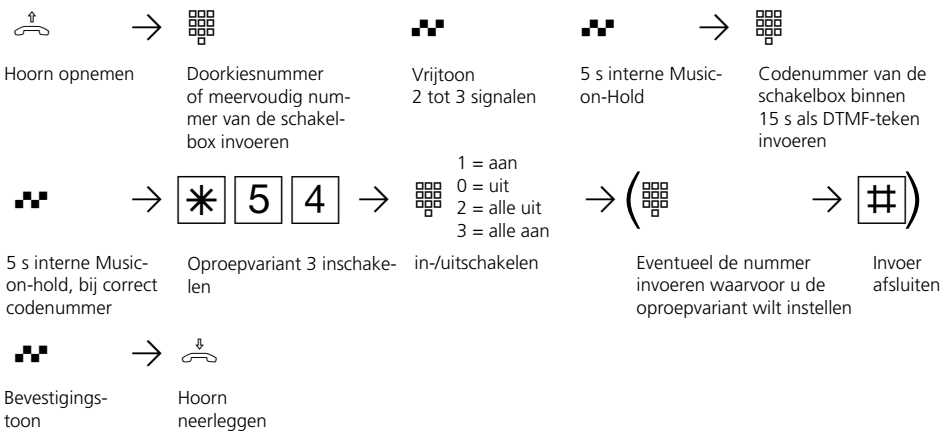 Hoorn opnemen
Doorkiesnummer
of meervoudig num-
mer van de schakel-
box invoeren
Vrijtoon
2 tot 3 signalen
5 s interne Music-
on-Hold
Codenummer van de
schakelbox binnen
15 s als DTMF-teken
invoeren
5 s interne Music-
on-hold, bij correct
codenummer
* 5 4
Oproepvariant 3 inschake-
len
1 = aan
0 = uit
2 = alle uit
3 = alle aan
in-/uitschakelen
(
Eventueel de nummer
invoeren waarvoor u de
oproepvariant wilt instellen
#)
Invoer
afsluiten
Bevestigings-
toon
Hoorn
neerleggen